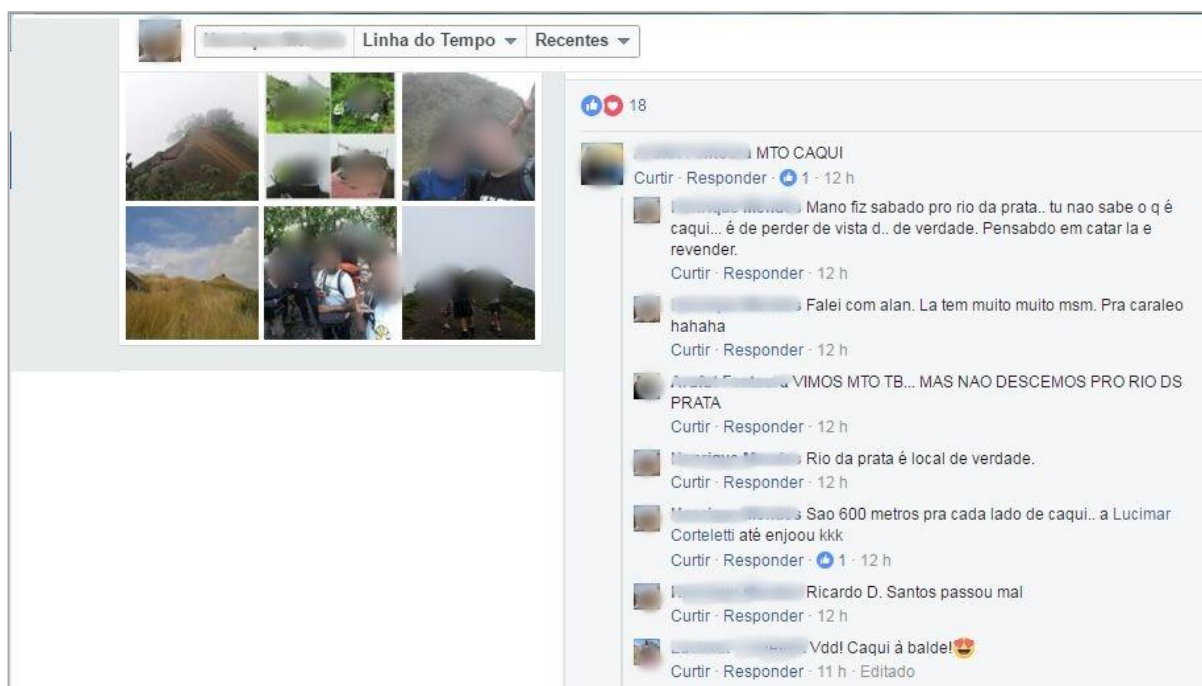 Linha do Tempo Recentes
18
MTO CAQUI
Curtir · Responder · 1 · 12 h
Mano fiz sabado pro rio da prata.. tu nao sabe o q é
caqui... é de perder de vista d.. de verdade. Pensabdo em catar la e
revender.
Curtir · Responder · 12 h
Falei com alan. La tem muito muito msm. Pra caraleo
hahaha
Curtir · Responder · 12 h
VIMOS MTO TB... MAS NAO DESCEMOS PRO RIO DS
PRATA
Curtir · Responder · 12 h
Rio da prata é local de verdade.
Curtir · Responder · 12 h
Sao 600 metros pra cada lado de caqui.. a Lucimar
Corteletti até enjoou kkk
Curtir · Responder · 1 · 12 h
Ricardo D. Santos passou mal
Curtir · Responder · 12 h
Vdd! Caqui à balde!😍
Curtir · Responder · 11 h · Editado